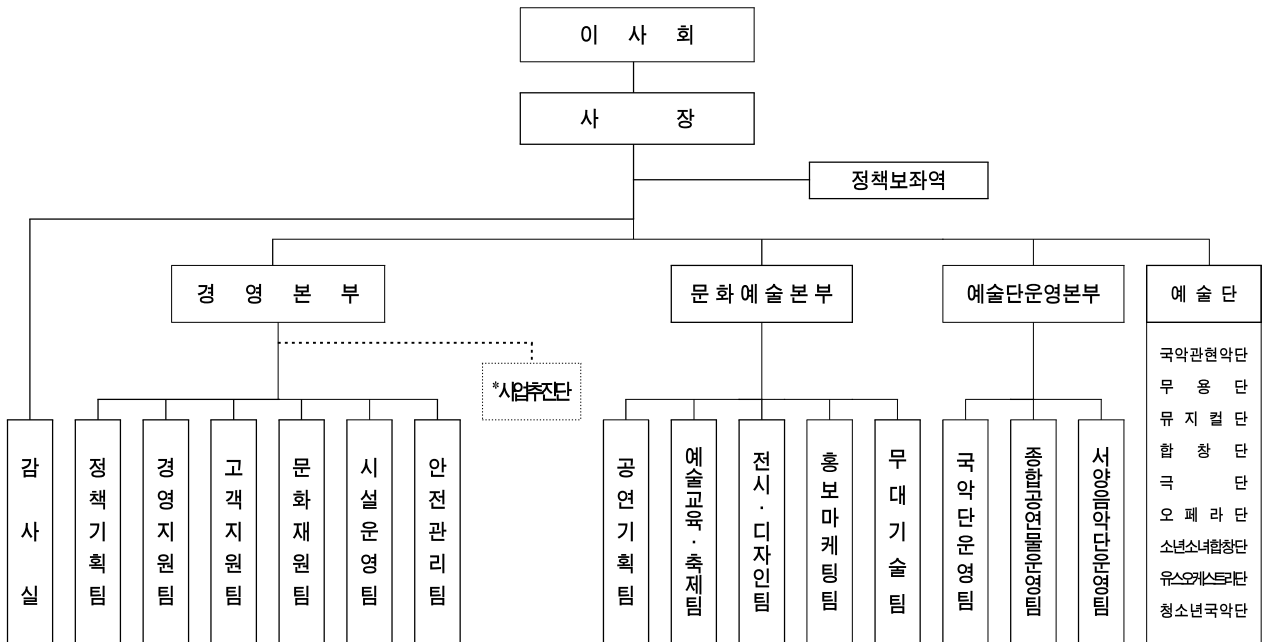 이 사 회
사 장
정책보좌역
경 영 본 부
문 화 예 술 본 부
예술단운영본부
예 술 단
*사업추진단
감사실
정책기획팀
경영지원팀
고객지원팀
문화재원팀
시설운영팀
안전관리팀
공연기획팀
예술교육·축제팀
전시·디자인팀
홍보마케팅팀
무대기술팀
국악단운영팀
종합공연물운영팀
서양음악단운영팀
국악관현악단
무 용 단
뮤 지 컬 단
합 창 단
극 단
오 페 라 단
소년소녀합창단
유스오케스트라단
청소년국악단